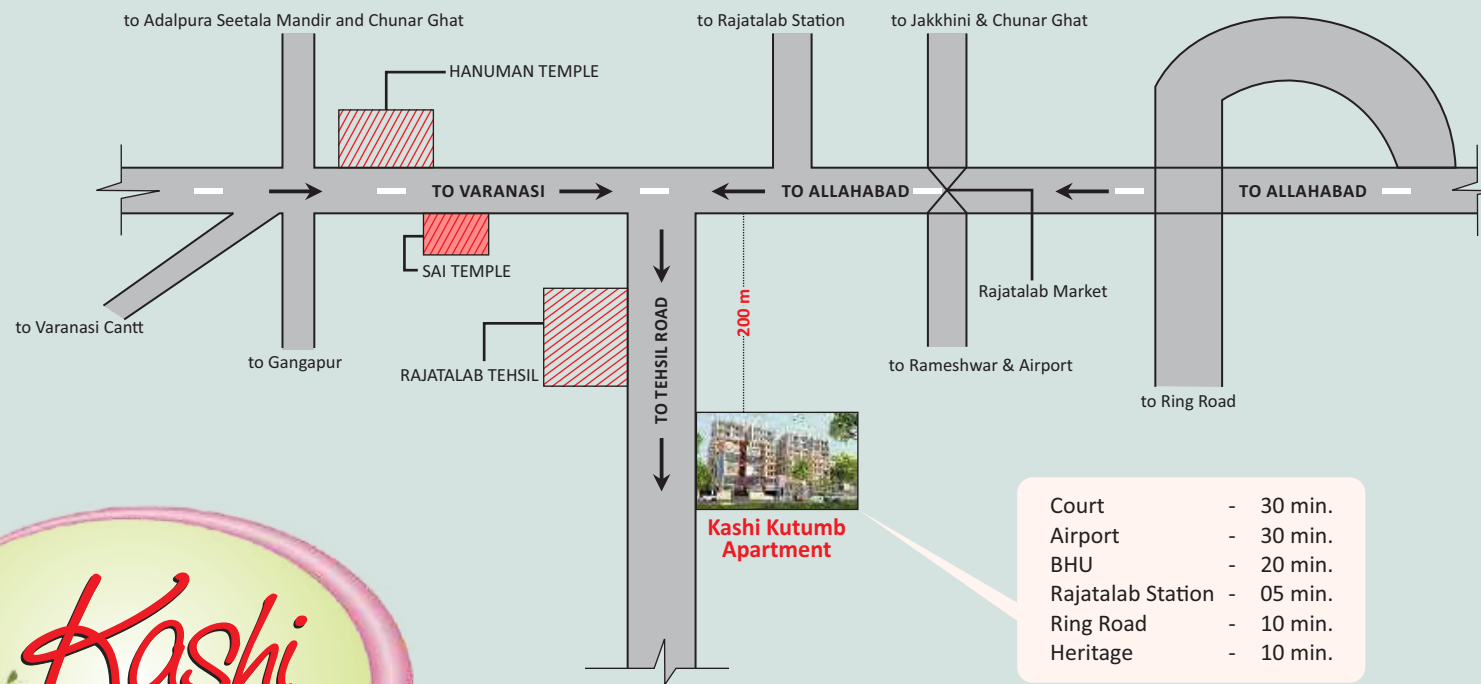 to Adalpura Seetala Mandir and Chunar Ghat
to Rajatalab Station
to Jakkhini & Chunar Ghat
HANUMAN TEMPLE
TO VARANASI
TO ALLAHABAD
TO ALLAHABAD
SAI TEMPLE
Rajatalab Market
200 m
TO TEHSIL ROAD
to Varanasi Cantt
to Gangapur
RAJATALAB TEHSIL
to Rameshwar & Airport
to Ring Road
Kashi Kutumb
Apartment
Court - 30 min.
Airport - 30 min.
BHU - 20 min.
Rajatalab Station - 05 min.
Ring Road - 10 min.
Heritage - 10 min.
Kashi